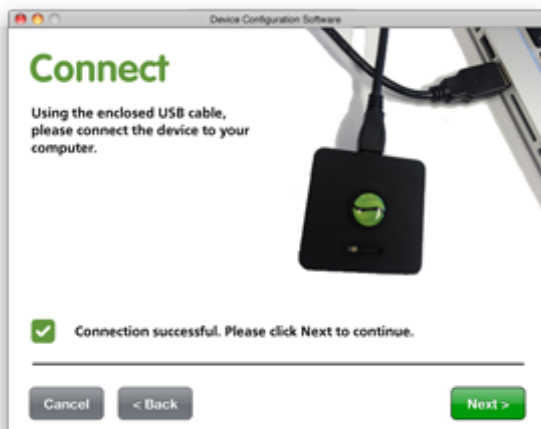 Device Configuration Software
Connect
Using the enclosed USB cable,
please connect the device to your
computer.
Connection successful. Please click Next to continue.
Cancel
< Back
Next >